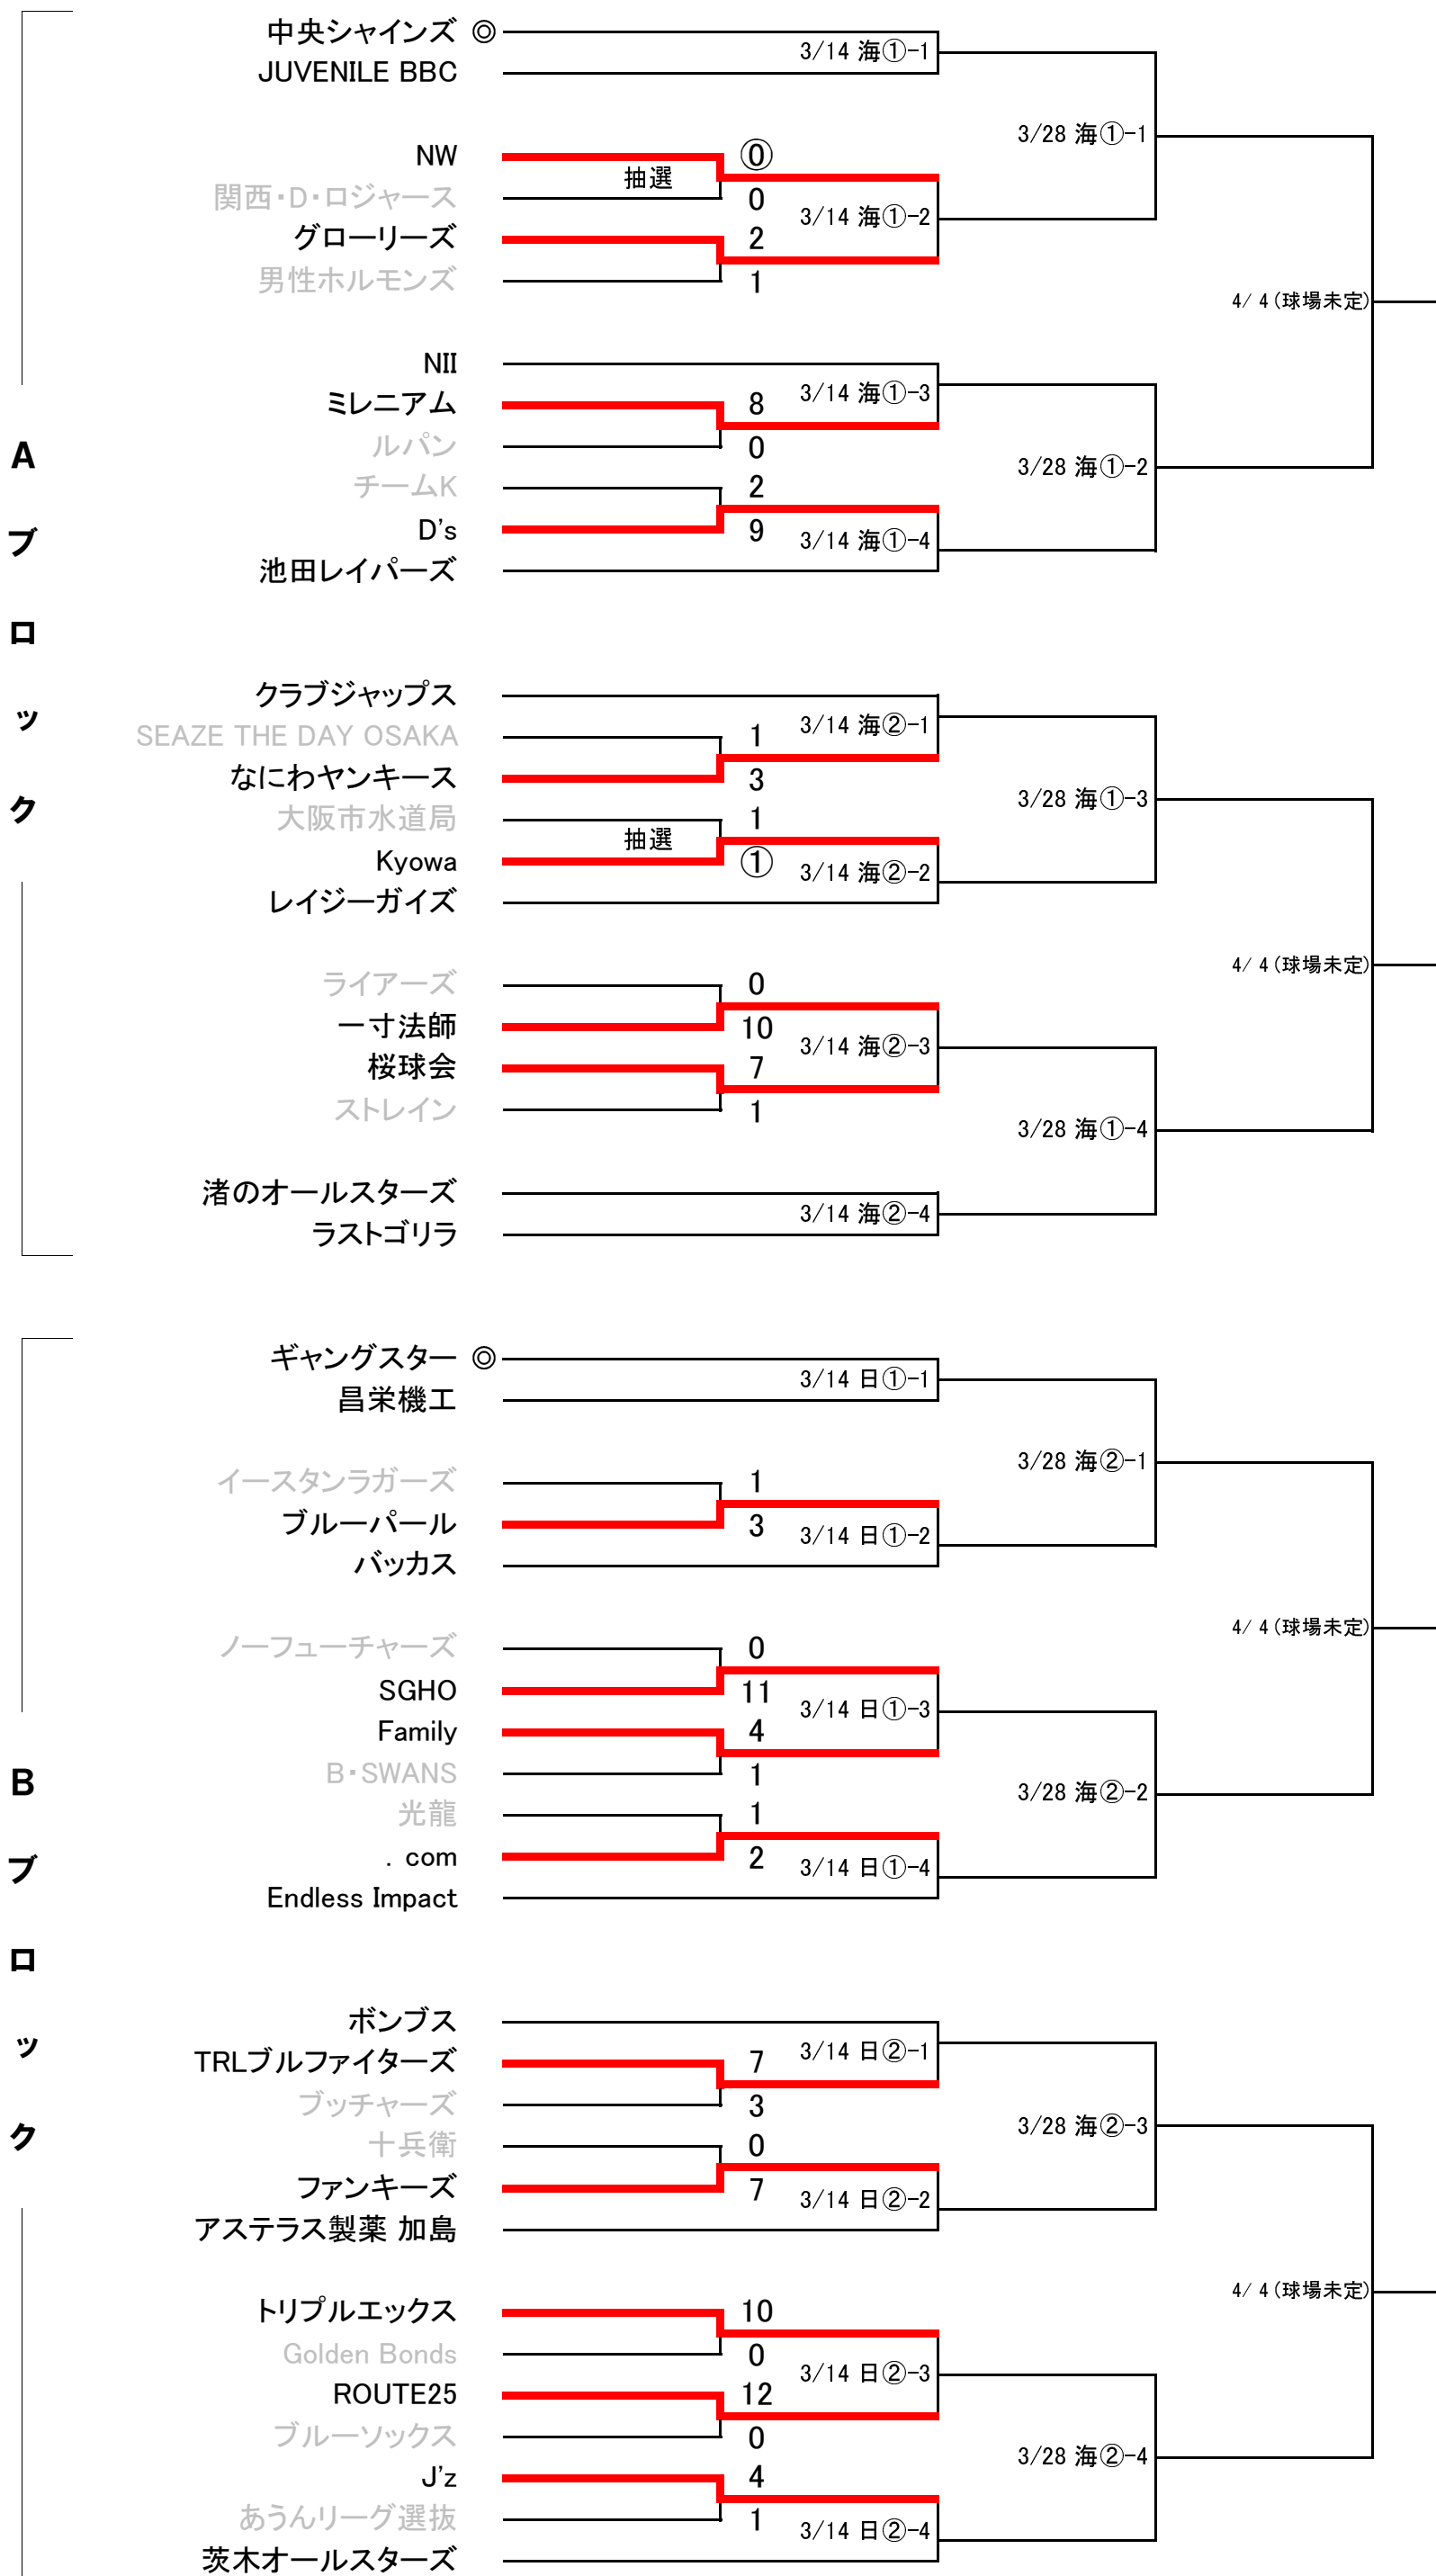 中央シャインズ ◎
3/14 海①-1
JUVENILE BBC
3/28 海①-1
NW
⓪
抽選
関西・D・ロジャース
0
3/14 海①-2
グローリーズ
2
男性ホルモンズ
1
4/ 4(球場未定)
NII
3/14 海①-3
ミレニアム
8
ルパン
0
3/28 海①-2
チームK
2
D's
9
3/14 海①-4
池田レイパーズ
A
ブ
ロ
ッ
ク
クラブジャップス
3/14 海②-1
SEAZE THE DAY OSAKA
1
なにわヤンキース
3
3/28 海①-3
大阪市水道局
1
抽選
Kyowa
①
3/14 海②-2
レイジーガイズ
4/ 4(球場未定)
ライアーズ
0
一寸法師
10
3/14 海②-3
桜球会
7
ストレイン
1
3/28 海①-4
渚のオールスターズ
3/14 海②-4
ラストゴリラ
ギャングスター ◎
3/14 日①-1
昌栄機工
3/28 海②-1
イースタンラガーズ
1
ブルーパール
3
3/14 日①-2
バッカス
4/ 4(球場未定)
ノーフューチャーズ
0
SGHO
11
3/14 日①-3
Family
4
B・SWANS
1
3/28 海②-2
光龍
1
. com
2
3/14 日①-4
Endless Impact
B
ブ
ロ
ッ
ク
ボンブス
3/14 日②-1
TRLブルファイターズ
7
ブッチャーズ
3
3/28 海②-3
十兵衛
0
ファンキーズ
7
3/14 日②-2
アステラス製薬 加島
4/ 4(球場未定)
トリプルエックス
10
Golden Bonds
0
3/14 日②-3
ROUTE25
12
ブルーソックス
0
3/28 海②-4
J'z
4
あうんリーグ選抜
1
3/14 日②-4
茨木オールスターズ